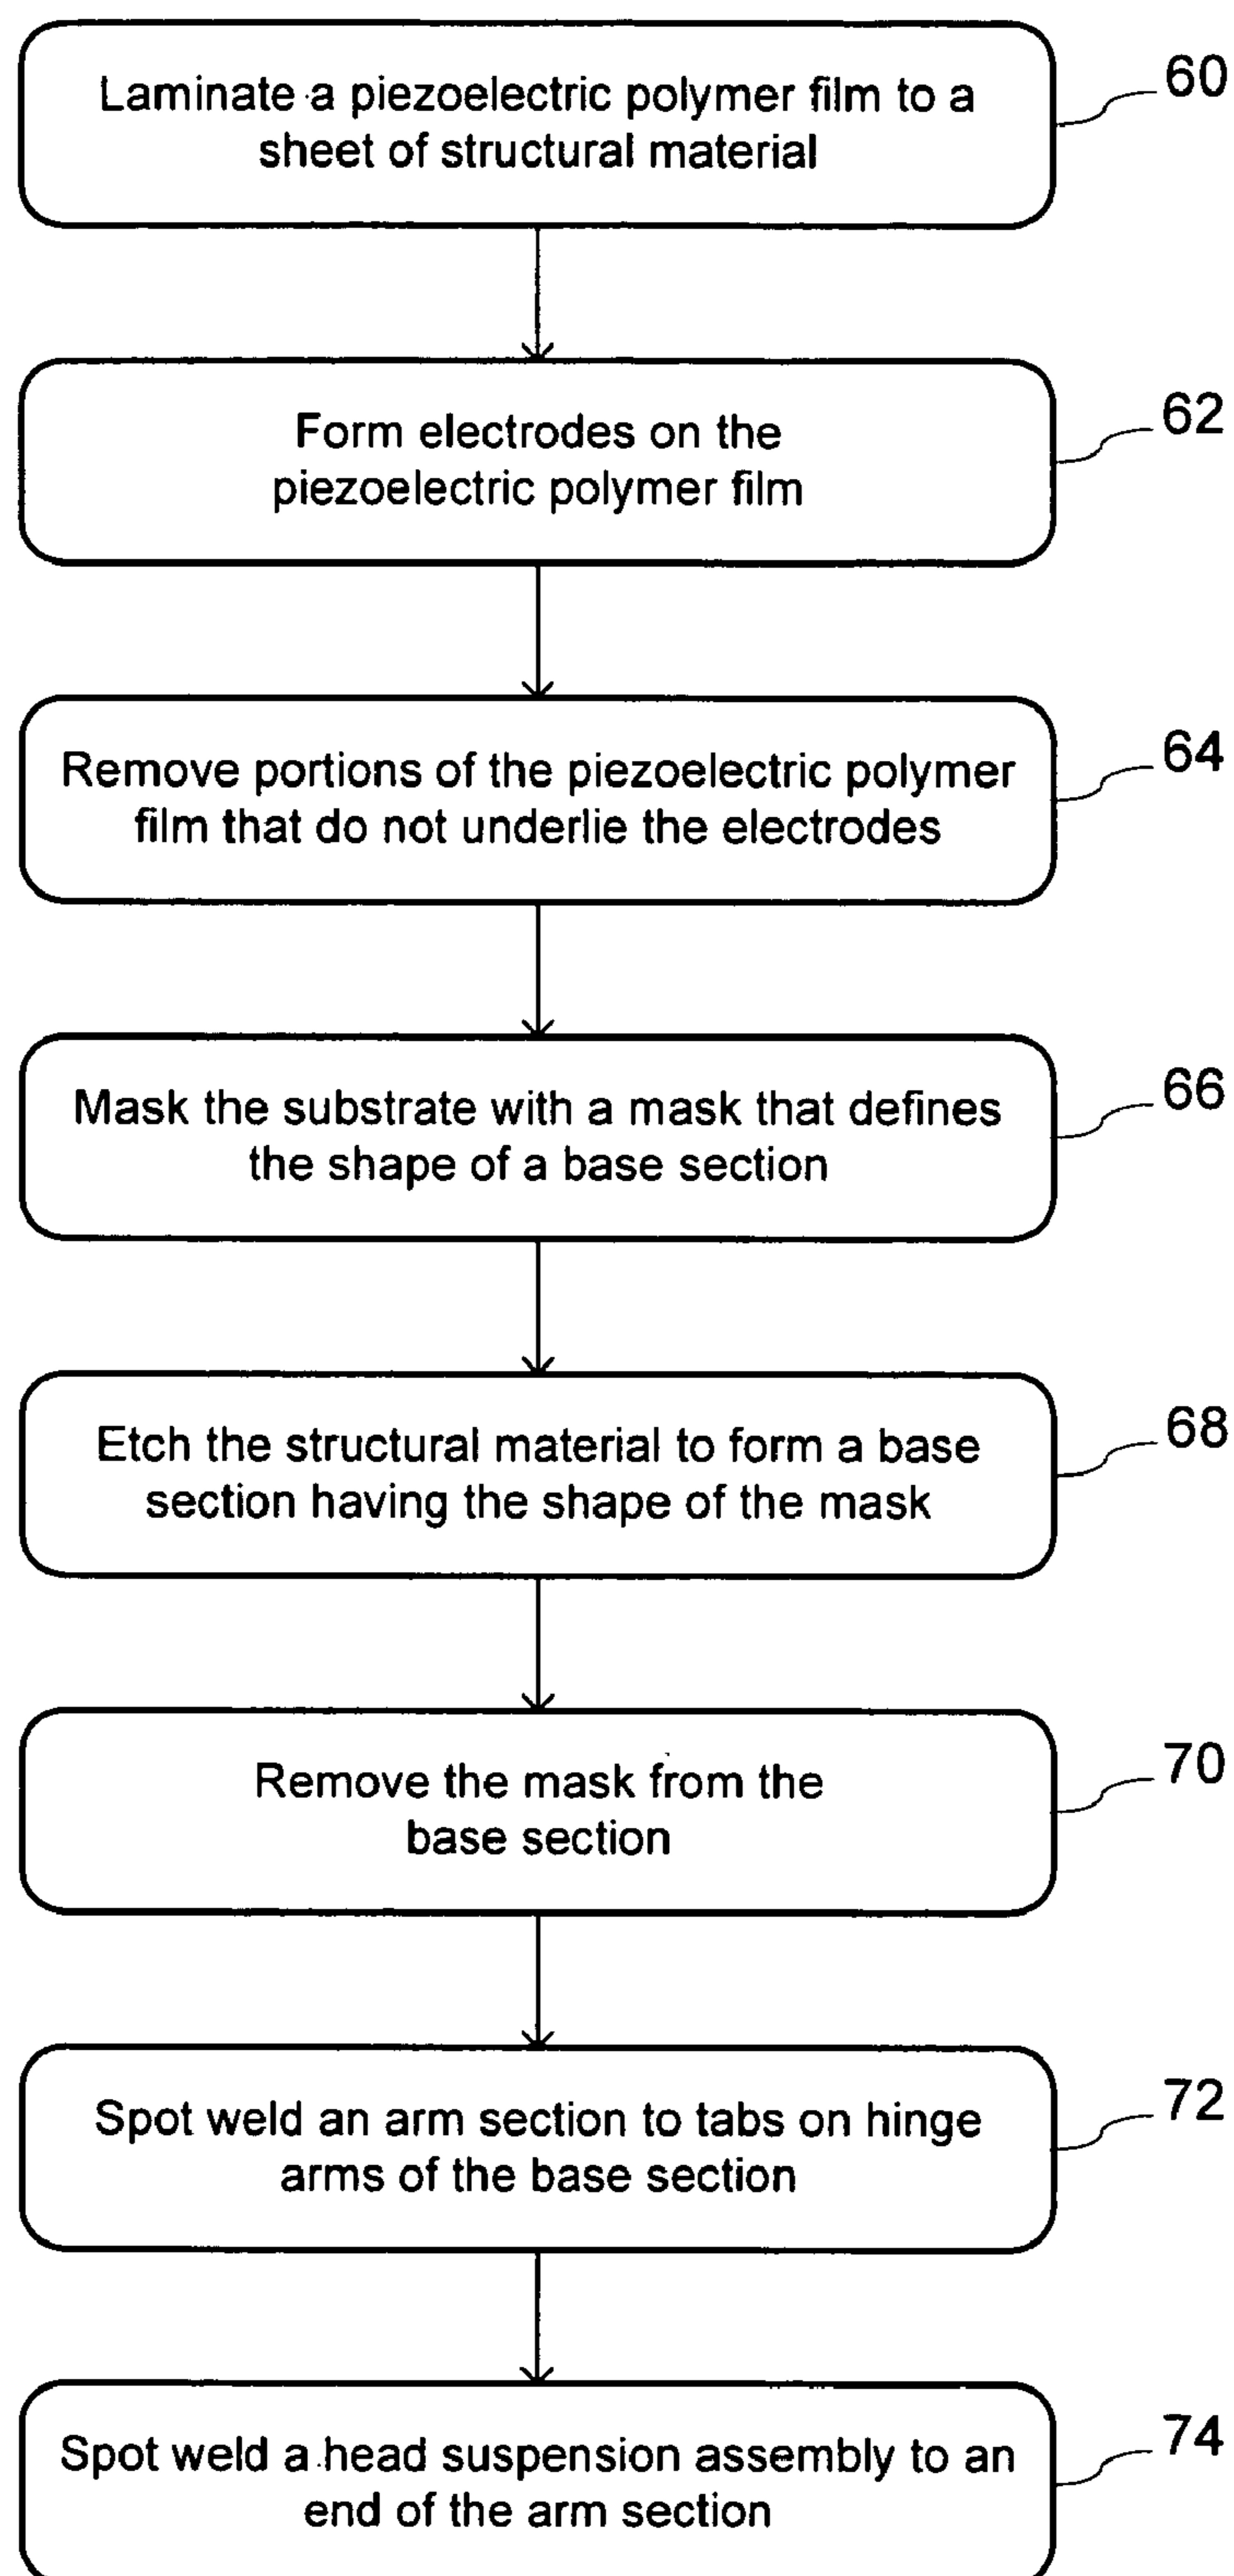 Laminate a piezoelectric polymer film to a
sheet of structural material
60
Form electrodes on the
piezoelectric polymer film
62
Remove portions of the piezoelectric polymer
film that do not underlie the electrodes
64
Mask the substrate with a mask that defines
the shape of a base section
66
Etch the structural material to form a base
section having the shape of the mask
68
Remove the mask from the
base section
70
Spot weld an arm section to tabs on hinge
arms of the base section
72
Spot weld a head suspension assembly to an
end of the arm section
74